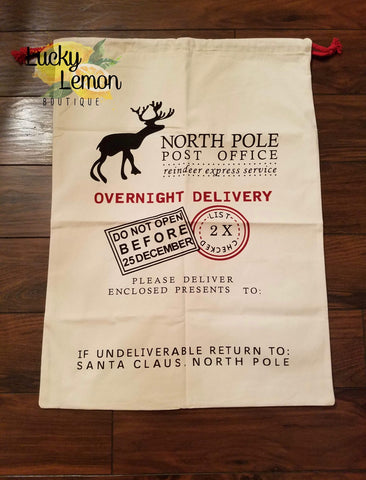 Lucky
Lemon
BOUTIQUE
NORTH POLE
POST OFFICE
reindeer express service
OVERNIGHT DELIVERY
DO NOT OPEN
BEFORE
25 DECEMBER
LIST
2 X
CHECKED
PLEASE DELIVER
ENCLOSED PRESENTS TO:
IF UNDELIVERABLE RETURN TO:
SANTA CLAUS. NORTH POLE